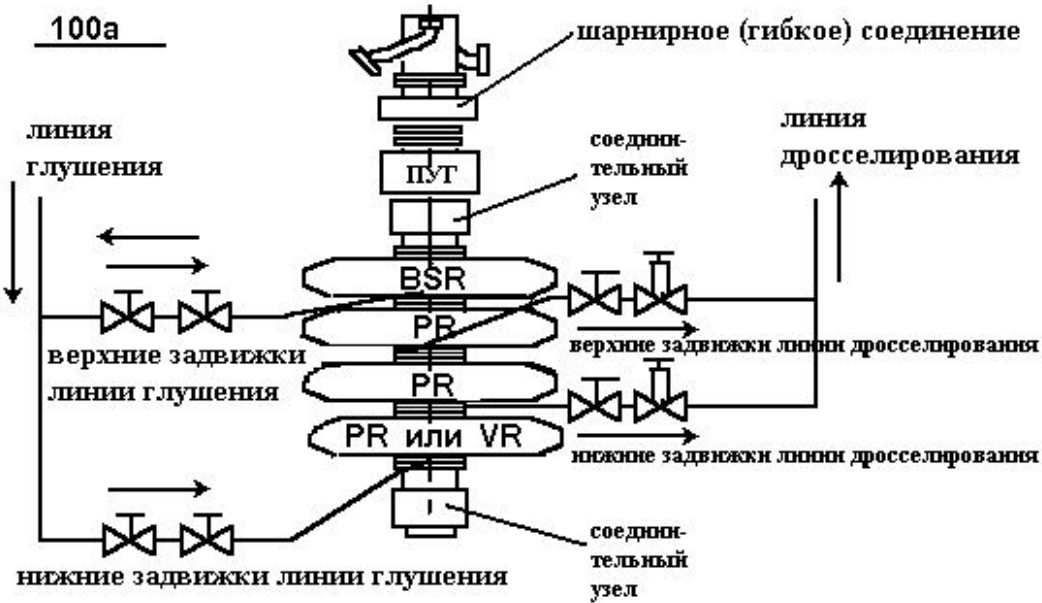 100а
шарнирное (гибкое) соединение
линия
глушения
соедини-
тельный
узел
линия
дросселирования
ПУГ
BSR
PR
верхние задвижки
линии глушения
верхние задвижки линии дросселирования
PR
PR или VR
нижние задвижки линии дросселирования
соедини-
тельный
узел
нижние задвижки линии глушения